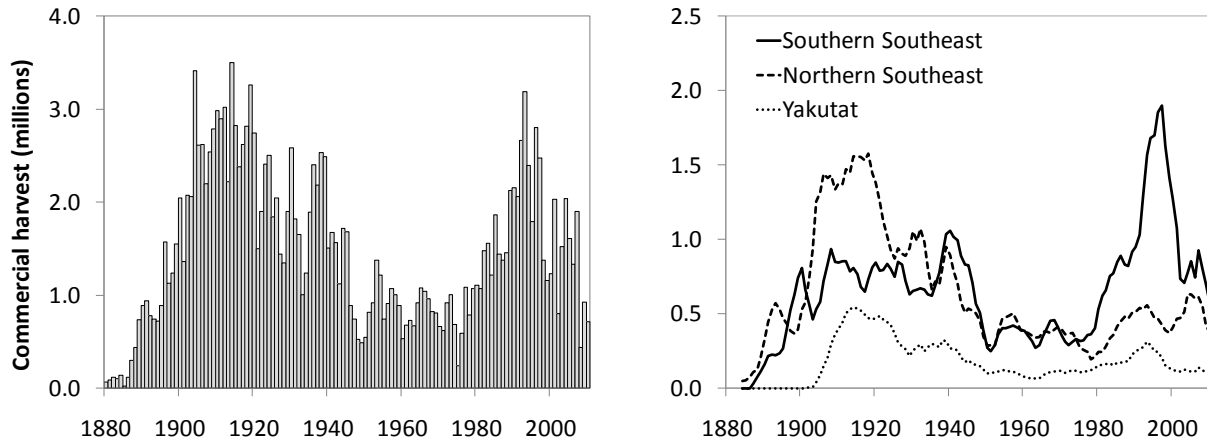 Commercial harvest (millions)
4.0
3.0
2.0
1.0
0.0
1880 1900 1920 1940 1960 1980 2000
2.5
2.0
1.5
1.0
0.5
0.0
Southern Southeast
Northern Southeast
Yakutat
1880 1900 1920 1940 1960 1980 2000